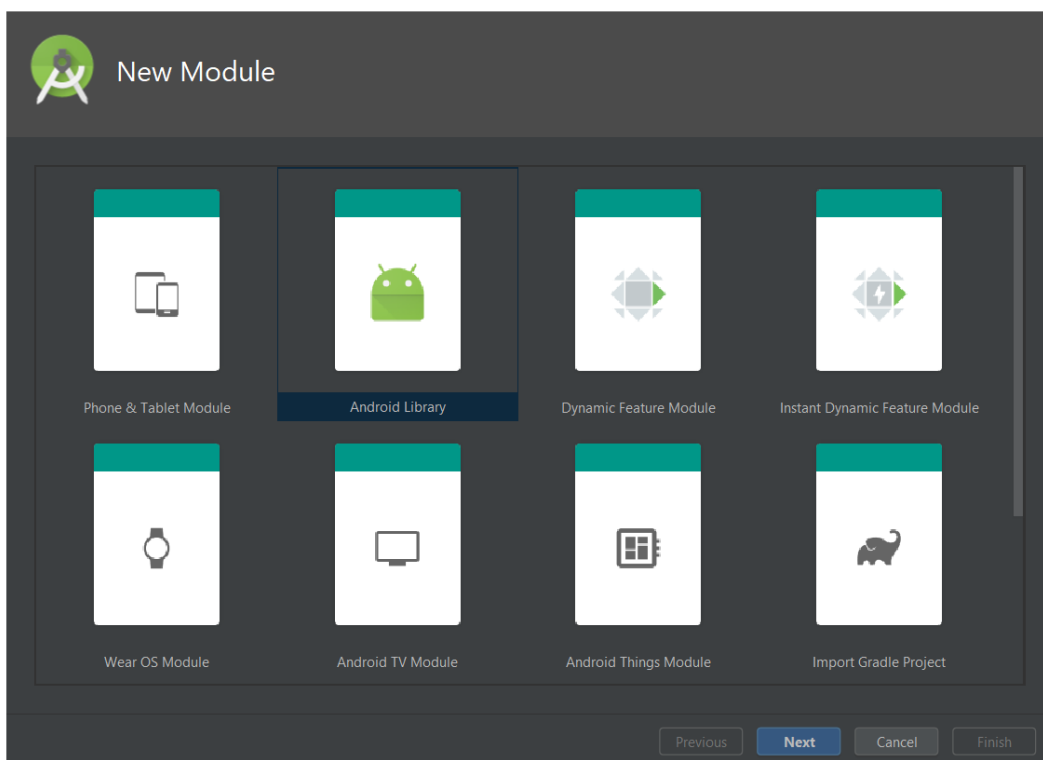 New Module
Phone & Tablet Module
Android Library
Dynamic Feature Module
Instant Dynamic Feature Module
Wear OS Module
Android TV Module
Android Things Module
Import Gradle Project
Previous
Next
Cancel
Finish